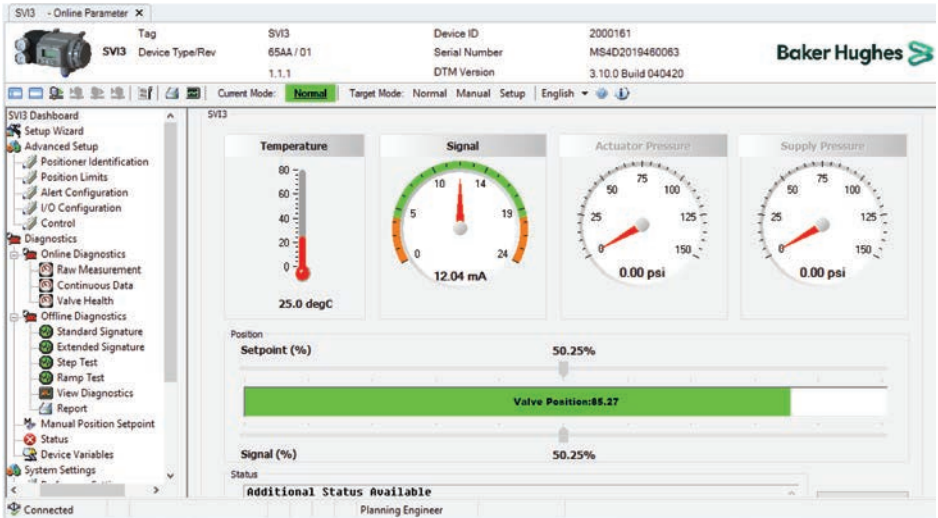 SVI3 - Online Parameter X
Tag SVI3 Device ID 2000161
SVI3 Device Type/Rev 65AA / 01 Serial Number MS4D2019460063
Baker Hughes
1.1.1 DTM Version 3.10.0 Build 040420
Current Mode: Normal Target Mode: Normal Manual Setup English
SVI3 Dashboard
Setup Wizard
Advanced Setup
Positioner Identification
Position Limits
Alert Configuration
I/O Configuration
Control
Diagnostics
Online Diagnostics
Raw Measurement
Continuous Data
Valve Health
Offline Diagnostics
Standard Signature
Extended Signature
Step Test
Ramp Test
View Diagnostics
Report
Manual Position Setpoint
Status
Device Variables
System Settings
SVI3
Temperature
80
60
40
20
0
25.0 degC
Signal
0 5 10 14 19 24
12.04 mA
Actuator Pressure
0 25 50 75 100 125 150
0.00 psi
Supply Pressure
0 25 50 75 100 125 150
0.00 psi
Position
Setpoint (%) 50.25%
Valve Position:85.27
Signal (%) 50.25%
Status
Additional Status Available
Connected Planning Engineer